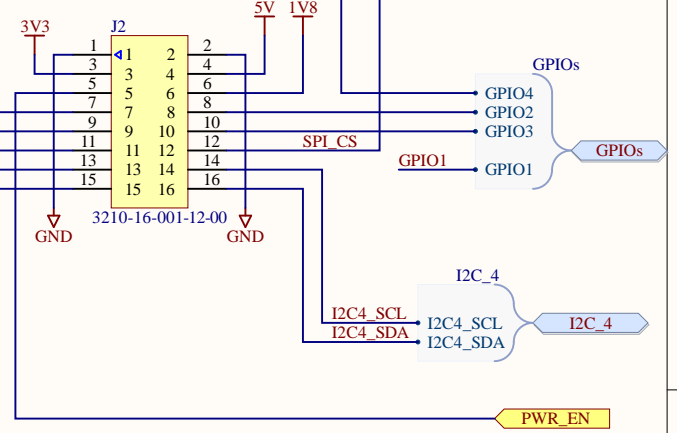 5V 1V8
3V3 J2
1 1 2 2
GPIOs
3 3 4 4
5 5 6 6 GPIO4
7 7 8 8 GPIO2
9 9 10 10 GPIO3
11 11 12 12 SPI_CS
13 13 14 14 GPIO1 GPIO1 GPIOs
15 15 16 16
3210-16-001-12-00
GND GND
I2C_4
I2C4_SCL I2C4_SCL I2C_4
I2C4_SDA I2C4_SDA
PWR_EN